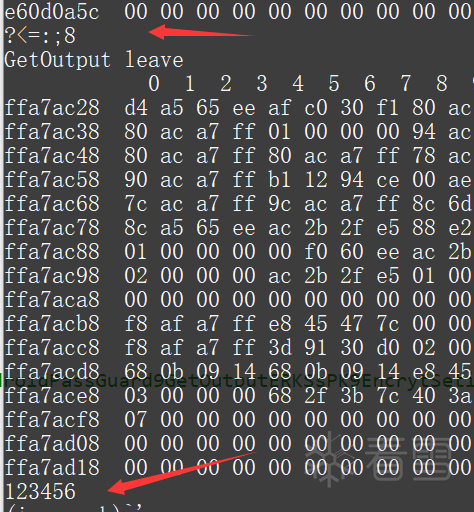 e60d0a5c 00 00 00 00 00 00 00 00 00
?<=:;8
GetOutput leave
0 1 2 3 4 5 6 7 8
ffa7ac28 d4 a5 65 ee af c0 30 f1 80 ac
ffa7ac38 80 ac a7 ff 01 00 00 00 94 ac
ffa7ac48 80 ac a7 ff 80 ac a7 ff 78 ac
ffa7ac58 90 ac a7 ff b1 12 94 ce 00 ae
ffa7ac68 7c ac a7 ff 9c ac a7 ff 8c 6d
ffa7ac78 8c a5 65 ee ac 2b 2f e5 88 e2
ffa7ac88 01 00 00 00 00 f0 60 ee ac 2b
ffa7ac98 02 00 00 00 ac 2b 2f e5 01 00
ffa7aca8 00 00 00 00 00 00 00 00 00 00
ffa7acb8 f8 af a7 ff e8 45 47 7c 00 00
ffa7acc8 f8 af a7 ff 3d 91 30 d0 02 00
ffa7acd8 68 0b 09 14 68 0b 09 14 e8 45
ffa7ace8 03 00 00 00 68 2f 3b 7c 40 3a
ffa7acf8 07 00 00 00 00 00 00 00 00 00
ffa7ad08 00 00 00 00 00 00 00 00 00 00
ffa7ad18 00 00 00 00 00 00 00 00 00 00
看雪
123456